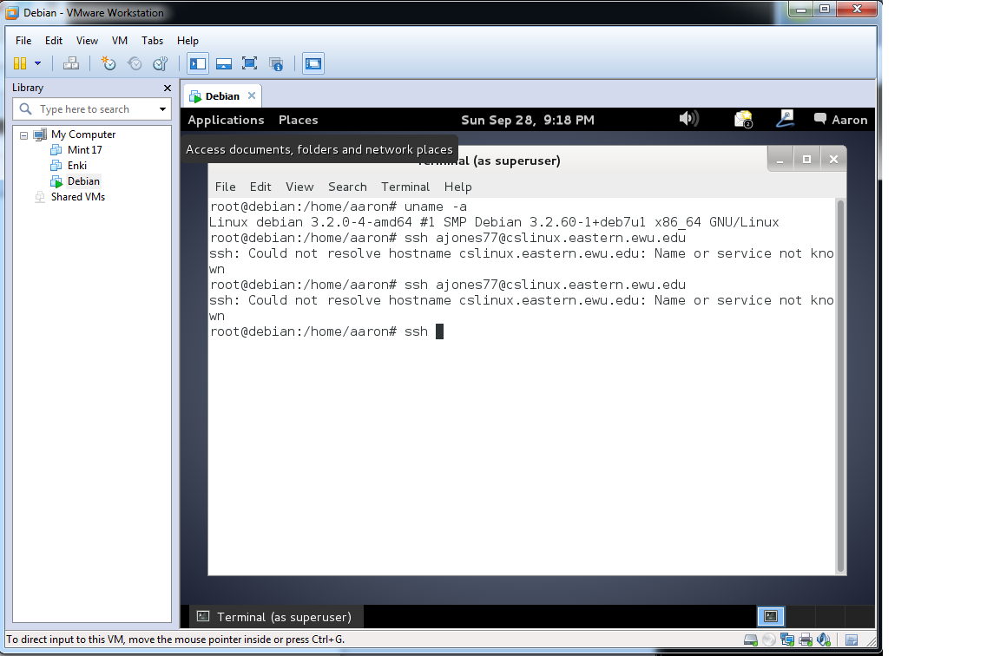 Debian - VMware Workstation
File Edit View VM Tabs Help
Library
Type here to search
My Computer
Mint 17
Enki
Debian
Shared VMs
Debian
Applications Places Sun Sep 28, 9:18 PM 2 Aaron
Access documents, folders and network places
Terminal (as superuser)
File Edit View Search Terminal Help
root@debian:/home/aaron# uname -a
Linux debian 3.2.0-4-amd64 #1 SMP Debian 3.2.60-1+deb7u1 x86_64 GNU/Linux
root@debian:/home/aaron# ssh ajones77@cslinux.eastern.ewu.edu
ssh: Could not resolve hostname cslinux.eastern.ewu.edu: Name or service not kno
wn
root@debian:/home/aaron# ssh ajones77@cslinux.eastern.ewu.edu
ssh: Could not resolve hostname cslinux.eastern.ewu.edu: Name or service not kno
wn
root@debian:/home/aaron# ssh
Terminal (as superuser)
To direct input to this VM, move the mouse pointer inside or press Ctrl+G.